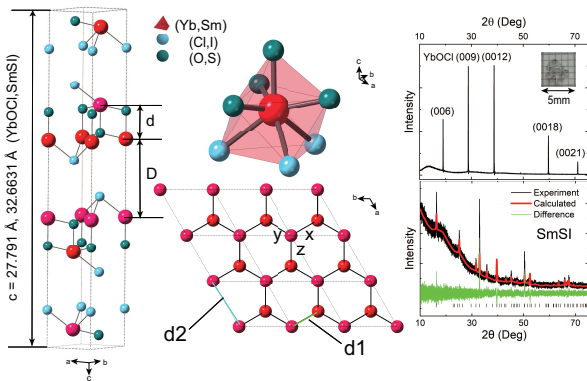 c = 27.791 Å, 32.6631 Å (YbOCl,SmSI)
d
D
a b
c
(Yb,Sm)
(Cl,I)
(O,S)
c
b
a
b
a
y x
z
d2
d1
2θ (Deg)
10 20 30 40 50 60 70
YbOCl (009) (0012)
5mm
(006)
(0018)
(0021)
Intensity
Experiment
Calculated
Difference
SmSI
Intensity
10 20 30 40 50 60 70
2θ (Deg)